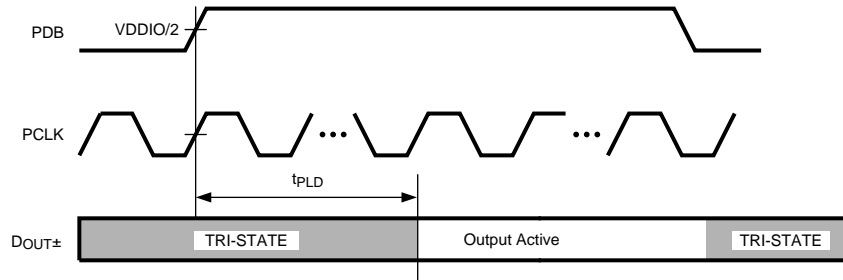 PDB
VDDIO/2
PCLK
•••
•••
tPLD
DOUT±
TRI-STATE
Output Active
TRI-STATE